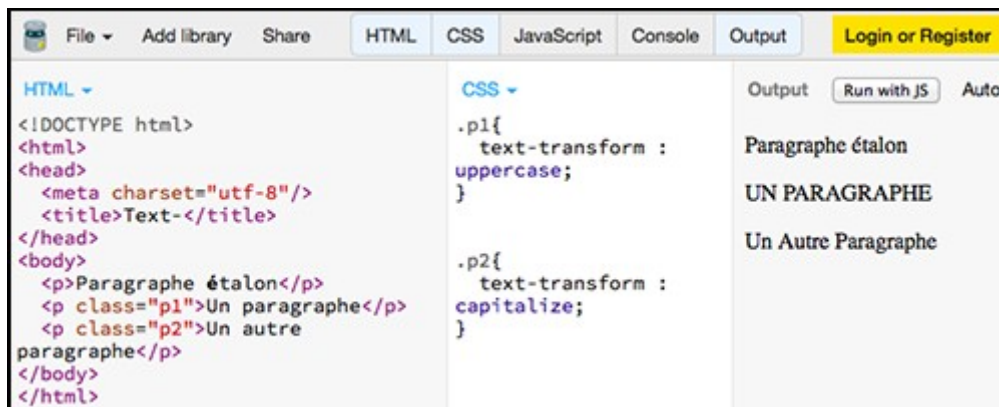 File Add library Share HTML CSS JavaScript Console Output Login or Register
HTML
<!DOCTYPE html>
<html>
<head>
<meta charset="utf-8"/>
<title>Text-</title>
</head>
<body>
<p>Paragraphe étalon</p>
<p class="p1">Un paragraphe</p>
<p class="p2">Un autre
paragraphe</p>
</body>
</html>
CSS
.p1{
text-transform :
uppercase;
}
.p2{
text-transform :
capitalize;
}
Output Run with JS Auto
Paragraphe étalon
UN PARAGRAPHE
Un Autre Paragraphe